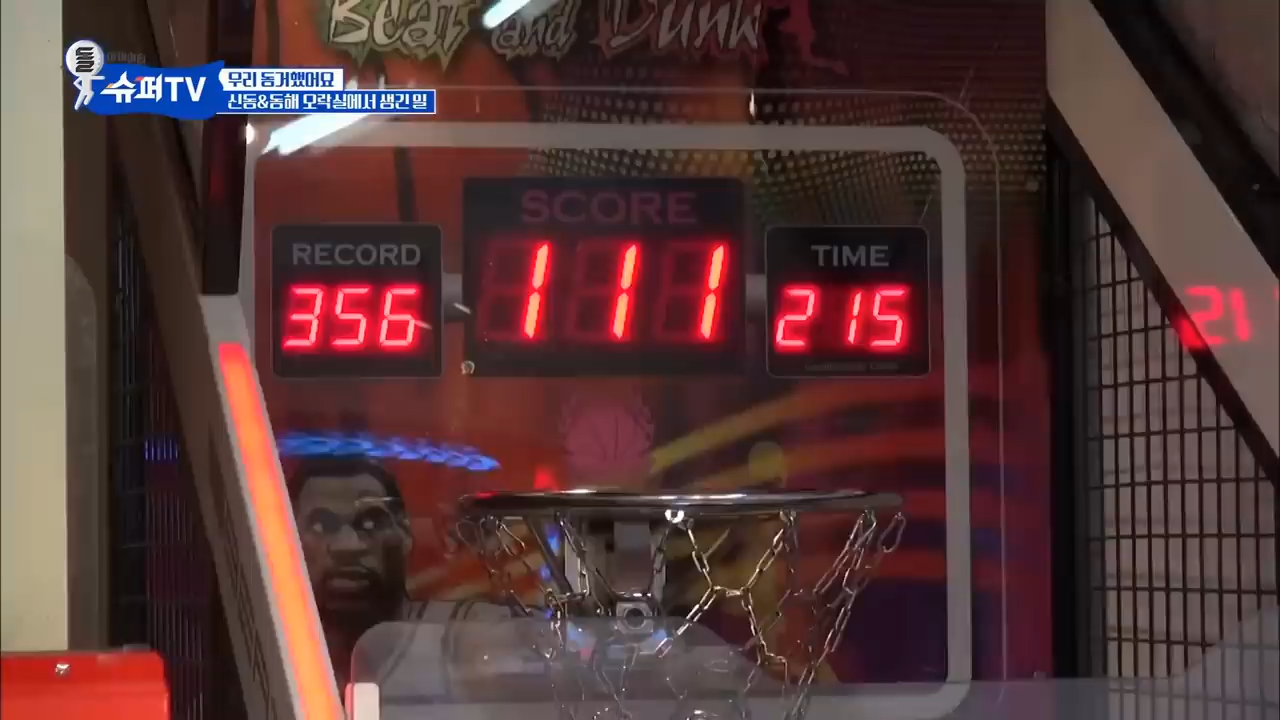 Beat and Dunk
슈퍼TV
우리 동거했어요
신동&동해 오락실에서 생긴 일
SCORE
RECORD
TIME
111
356
215
21